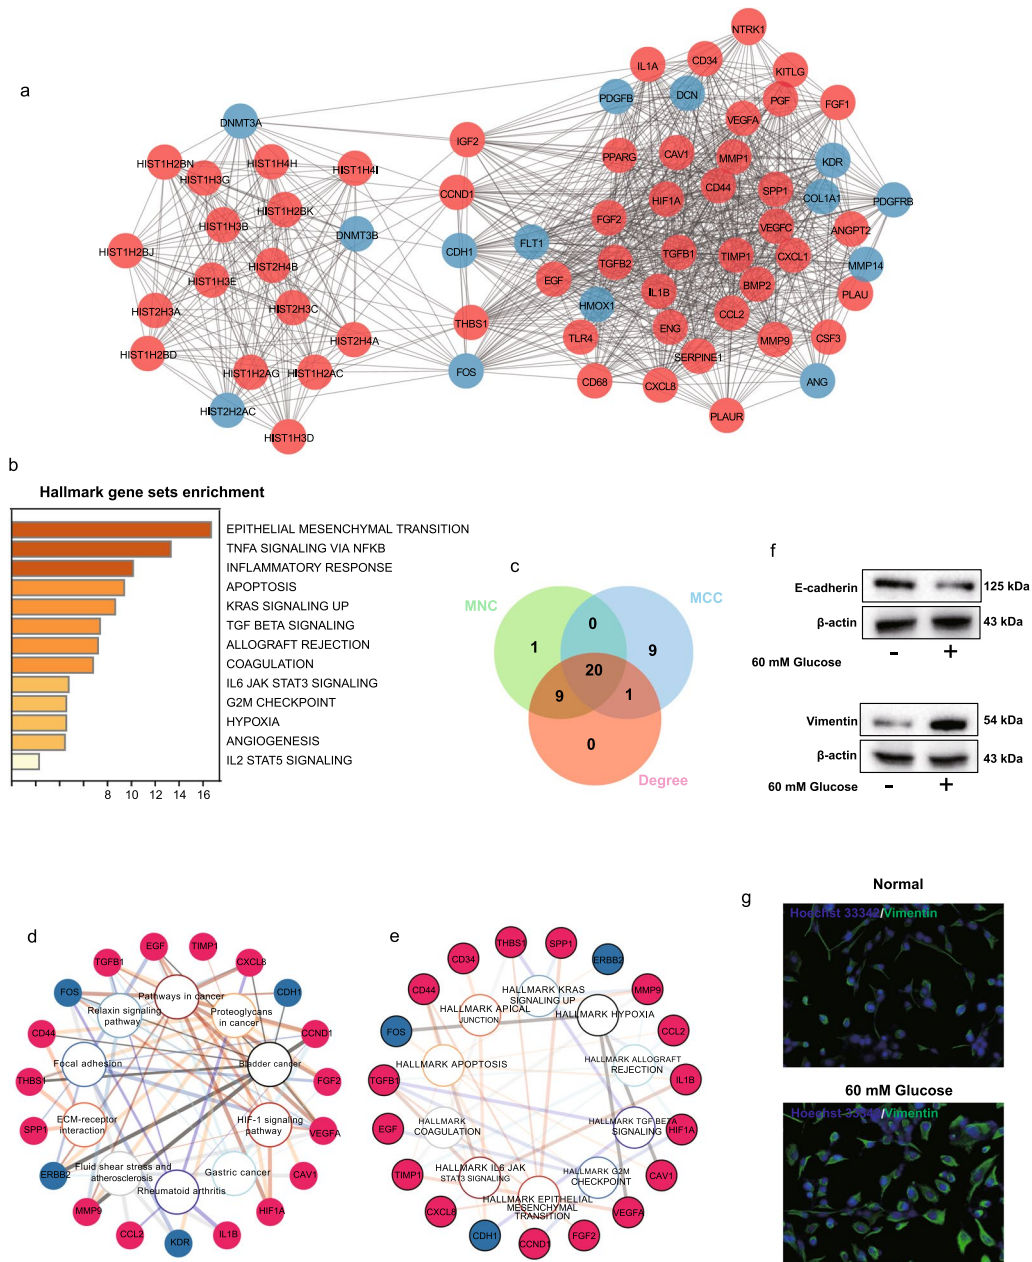 a
NTRK1
IL1A
CD34
KITLG
PDGFB
DCN
PGF
FGF1
VEGFA
DNMT3A
IGF2
HIST1H2BN
HIST1H4H
HIST1H4I
HIST1H3G
PPARG
CAV1
MMP1
KDR
CCND1
CD44
SPP1
COL1A1
PDGFRB
HIF1A
HIST1H2BK
HIST1H3B
DNMT3B
FGF2
VEGFC
ANGPT2
HIST1H2BJ
CDH1
FLT1
HIST2H4B
TGFB2
TGFB1
TIMP1
CXCL1
MMP14
HIST1H3E
EGF
IL1B
BMP2
PLAU
HIST2H3A
HIST2H3C
HMOX1
CCL2
THBS1
ENG
HIST2H4A
TLR4
MMP9
CSF3
HIST1H2BD
SERPINE1
HIST1H2AG
HIST1H2AC
FOS
CD68
CXCL8
ANG
HIST2H2AC
PLAUR
HIST1H3D
b
Hallmark gene sets enrichment
EPITHELIAL MESENCHYMAL TRANSITION
TNFA SIGNALING VIA NFKB
INFLAMMATORY RESPONSE
APOPTOSIS
KRAS SIGNALING UP
TGF BETA SIGNALING
ALLOGRAFT REJECTION
COAGULATION
IL6 JAK STAT3 SIGNALING
G2M CHECKPOINT
HYPOXIA
ANGIOGENESIS
IL2 STAT5 SIGNALING
8 10 12 14 16
c
MNC
MCC
0
1
9
20
9
1
0
Degree
f
E-cadherin
125 kDa
β-actin
43 kDa
60 mM Glucose - +
Vimentin
54 kDa
β-actin
43 kDa
60 mM Glucose - +
d
EGF
TIMP1
TGFB1
CXCL8
FOS
CDH1
Pathways in cancer
Relaxin signaling
pathway
Proteoglycans
in cancer
CD44
CCND1
Focal adhesion
Bladder cancer
THBS1
FGF2
SPP1
ECM-receptor
interaction
HIF-1 signaling
pathway
VEGFA
ERBB2
Fluid shear stress and
atherosclerosis
Gastric cancer
CAV1
Rheumatoid arthritis
MMP9
HIF1A
CCL2
KDR
IL1B
e
THBS1
SPP1
CD34
ERBB2
CD44
HALLMARK KRAS
SIGNALING UP
MMP9
HALLMARK APICAL
JUNCTION
HALLMARK HYPOXIA
FOS
CCL2
HALLMARK APOPTOSIS
HALLMARK ALLOGRAFT
REJECTION
TGFB1
IL1B
EGF
HALLMARK
COAGULATION
HALLMARK TGF BETA
SIGNALING
HIF1A
TIMP1
HALLMARK IL6 JAK
STAT3 SIGNALING
HALLMARK G2M
CHECKPOINT
CAV1
HALLMARK EPITHELIAL
MESENCHYMAL
TRANSITION
CXCL8
VEGFA
CDH1
CCND1
FGF2
g
Normal
Hoechst 33342/Vimentin
60 mM Glucose
Hoechst 33342/Vimentin